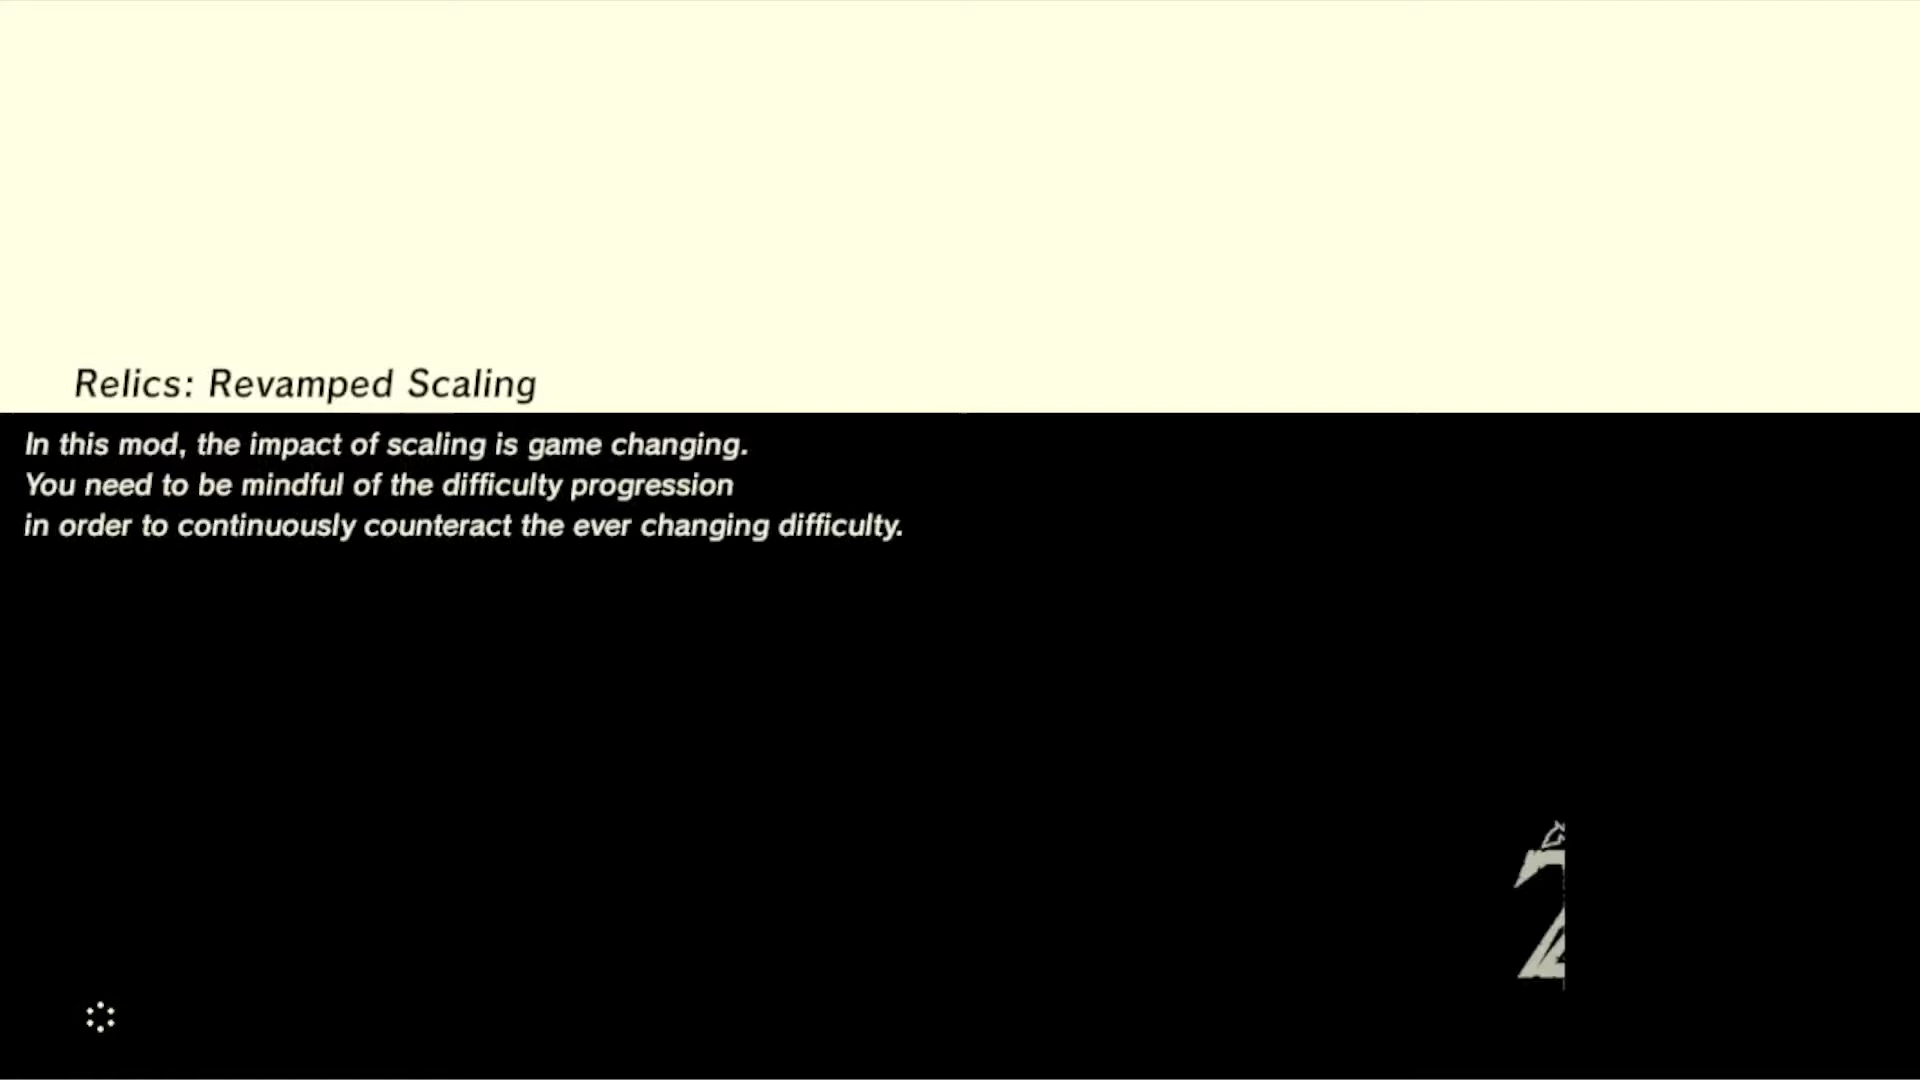 Relics: Revamped Scaling
In this mod, the impact of scaling is game changing.
You need to be mindful of the difficulty progression
in order to continuously counteract the ever changing difficulty.
2